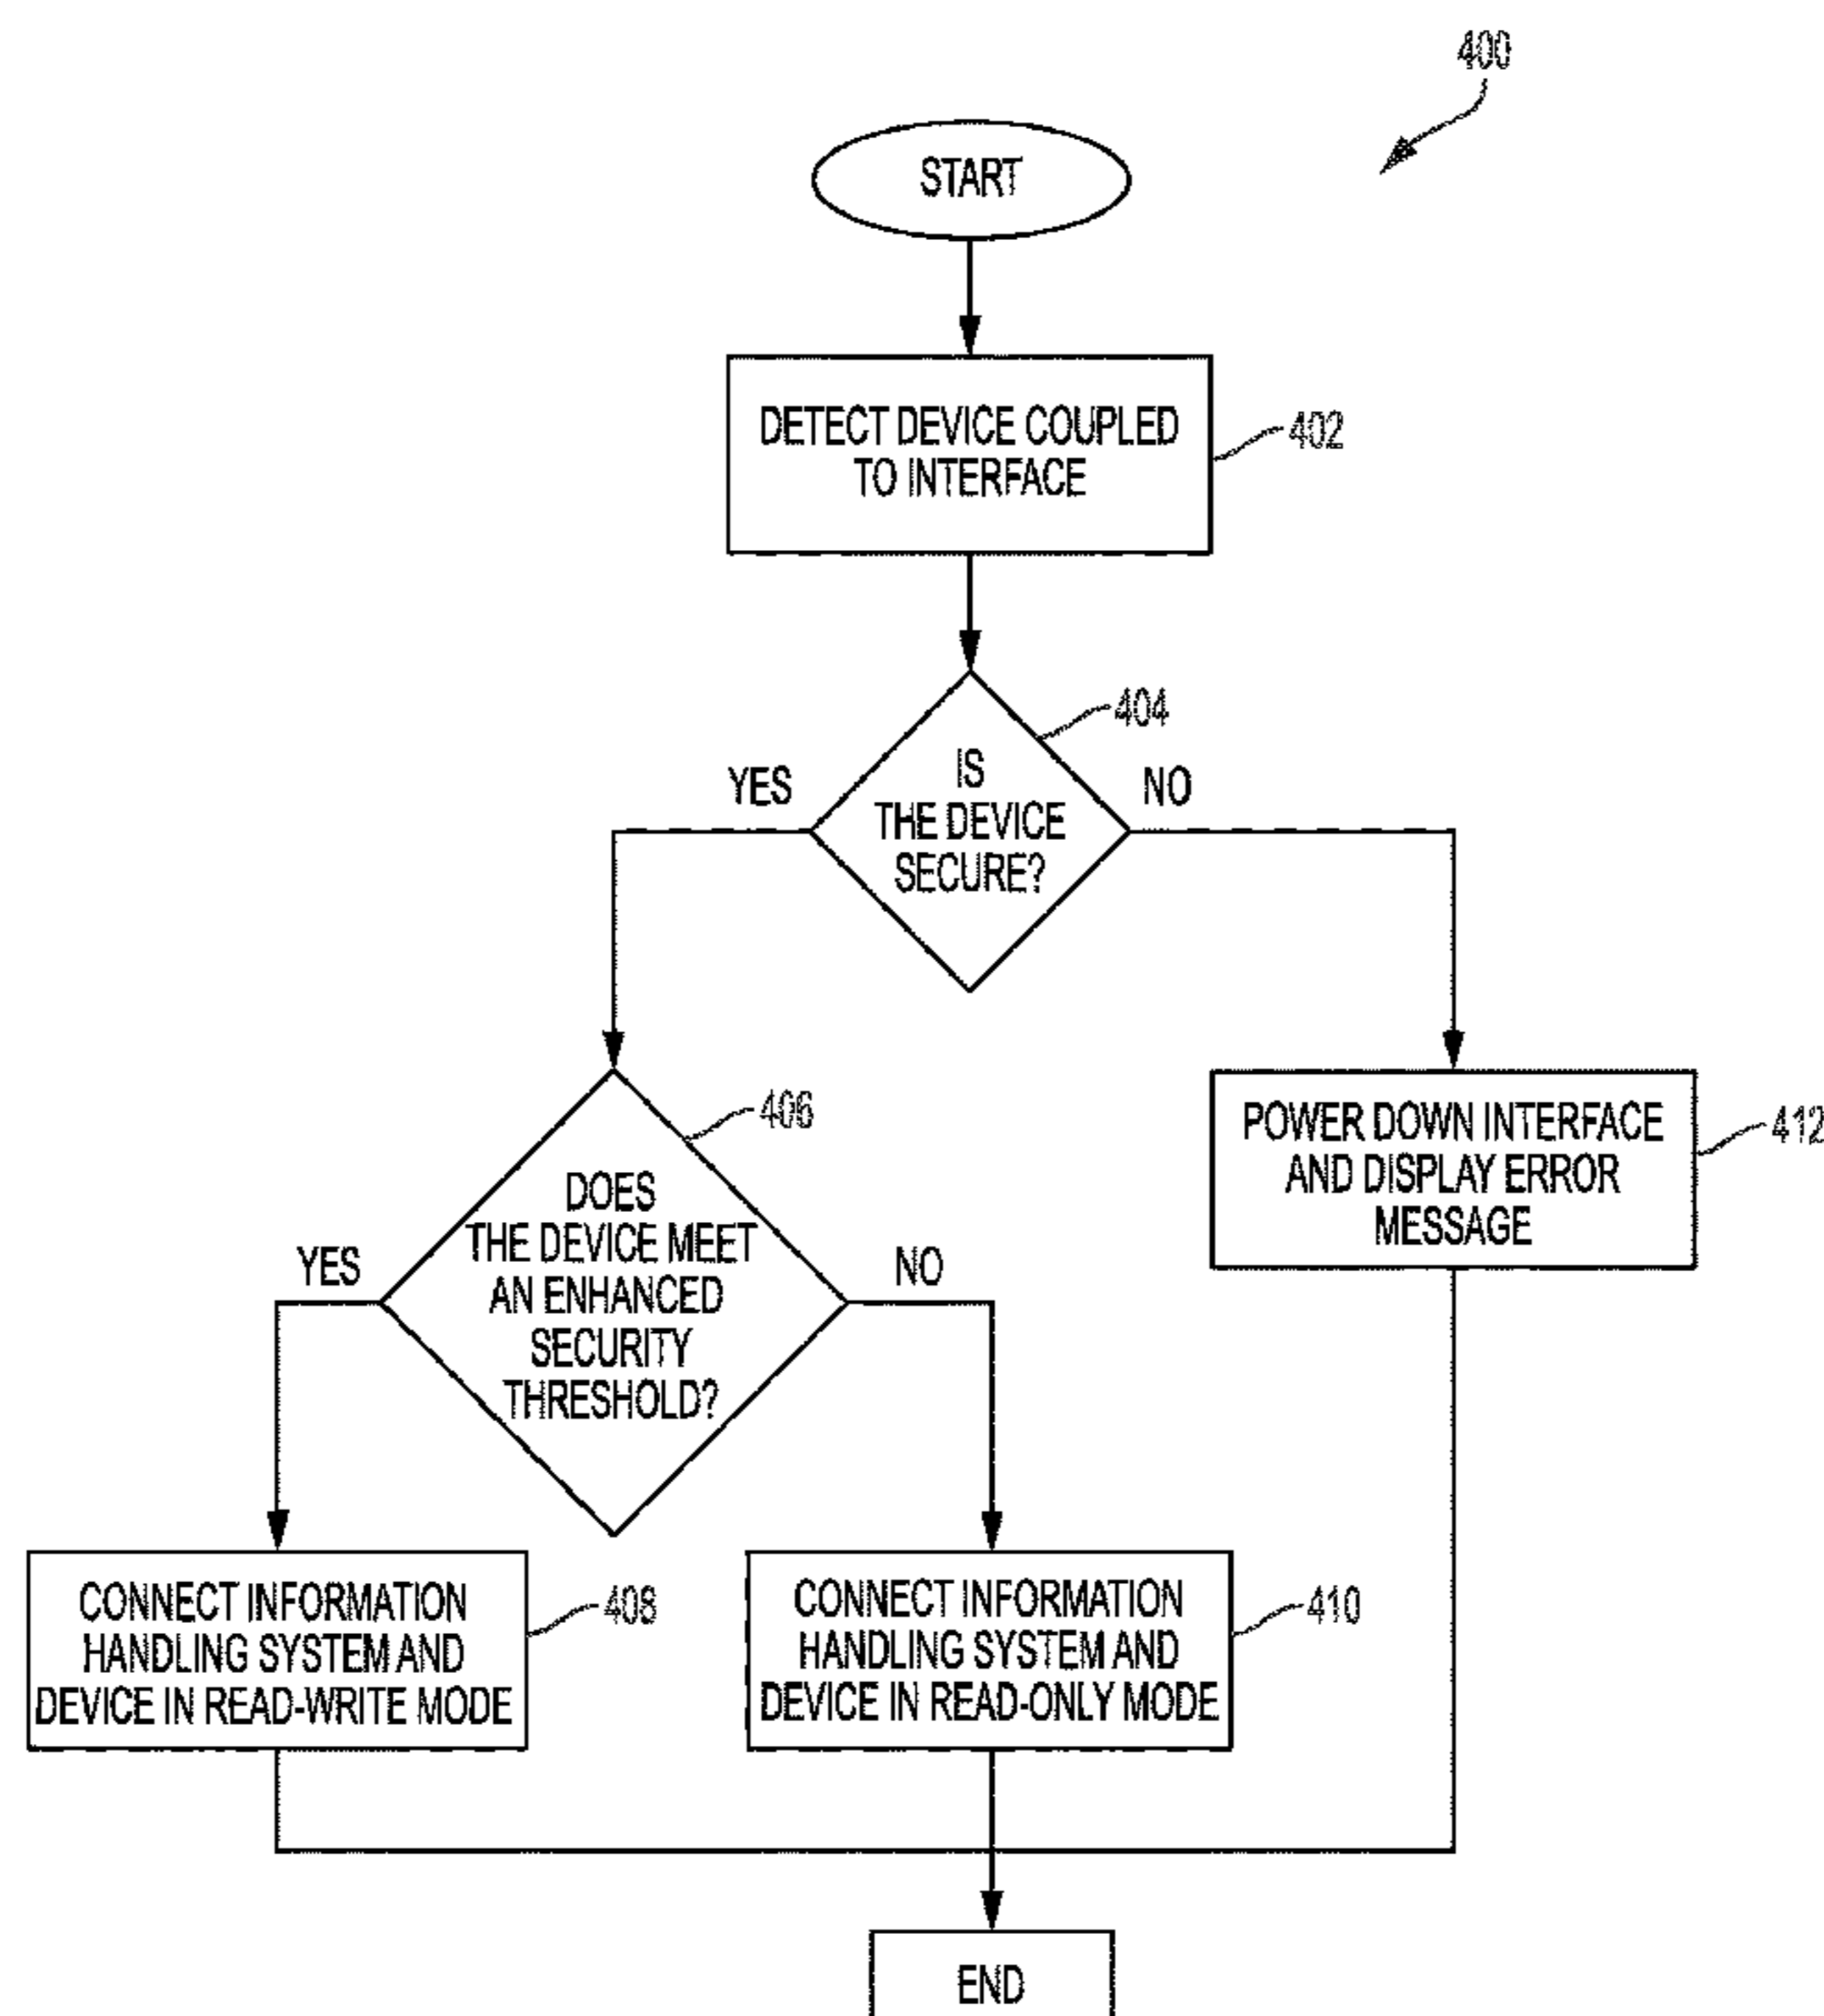 400
START
DETECT DEVICE COUPLED
TO INTERFACE
402
404
IS
THE DEVICE
SECURE?
YES
NO
406
DOES
THE DEVICE MEET
AN ENHANCED
SECURITY
THRESHOLD?
YES
NO
POWER DOWN INTERFACE
AND DISPLAY ERROR
MESSAGE
412
CONNECT INFORMATION
HANDLING SYSTEM AND
DEVICE IN READ-WRITE MODE
408
CONNECT INFORMATION
HANDLING SYSTEM AND
DEVICE IN READ-ONLY MODE
410
END